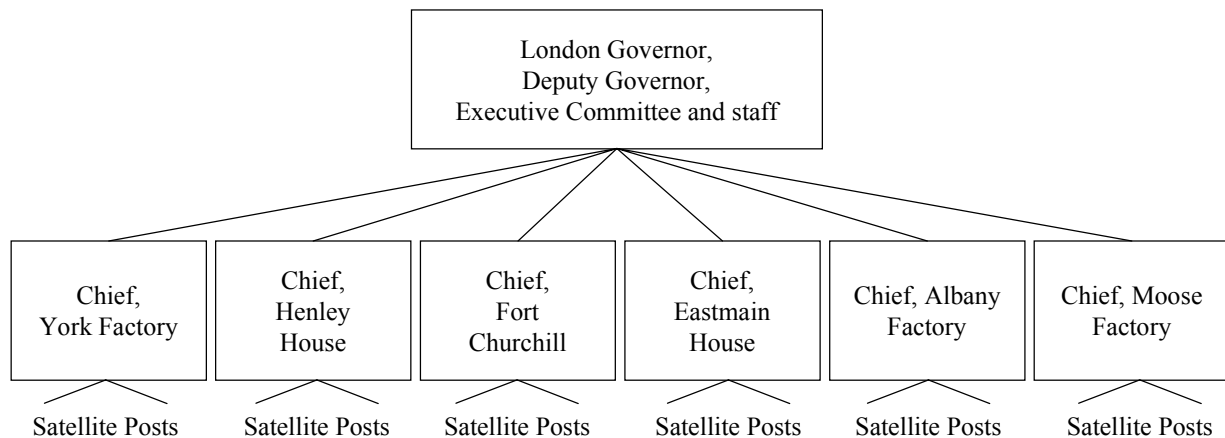 London Governor,
Deputy Governor,
Executive Committee and staff
Chief,
York Factory
Chief,
Henley
House
Chief,
Fort
Churchill
Chief,
Eastmain
House
Chief, Albany
Factory
Chief, Moose
Factory
Satellite Posts
Satellite Posts
Satellite Posts
Satellite Posts
Satellite Posts
Satellite Posts